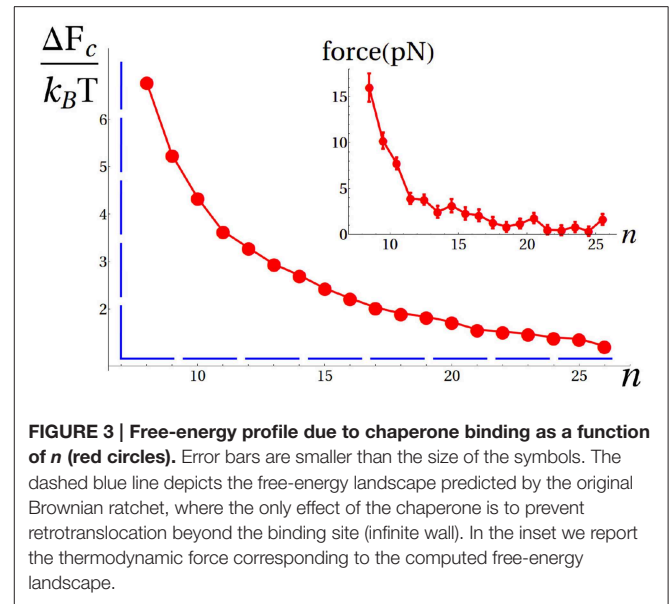 ΔF_c
k_BT
6
5
4
3
2
10
15
20
25
n
force(pN)
15
10
5
0
10
15
20
25
n
FIGURE 3 | Free-energy profile due to chaperone binding as a function
of n (red circles). Error bars are smaller than the size of the symbols. The
dashed blue line depicts the free-energy landscape predicted by the original
Brownian ratchet, where the only effect of the chaperone is to prevent
retrotranslocation beyond the binding site (infinite wall). In the inset we report
the thermodynamic force corresponding to the computed free-energy
landscape.